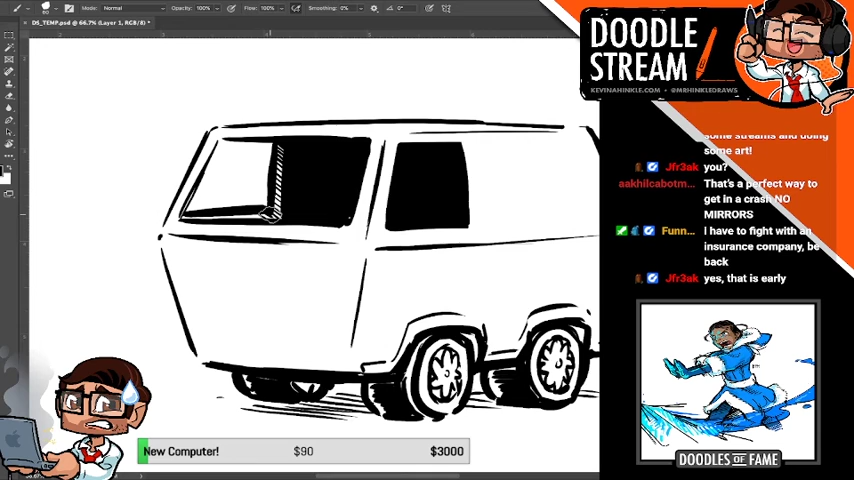 Mode: Normal Opacity: 100% Flow: 100% Smoothing: 0% 0°
DS_TEMP.psd @ 66.7% (Layer 1, RGB/8) *
DOODLE
STREAM
KEVINAHINKLE.COM • @MRHINKLEDRAWS
some streams and doing
some art!
Jfr3ak you?
aakhilcabotm... That's a perfect way to
get in a crash NO
MIRRORS
Funn... I have to fight with an
insurance company, be
back
Jfr3ak yes, that is early
New Computer! $90 $3000
DOODLES OF FAME